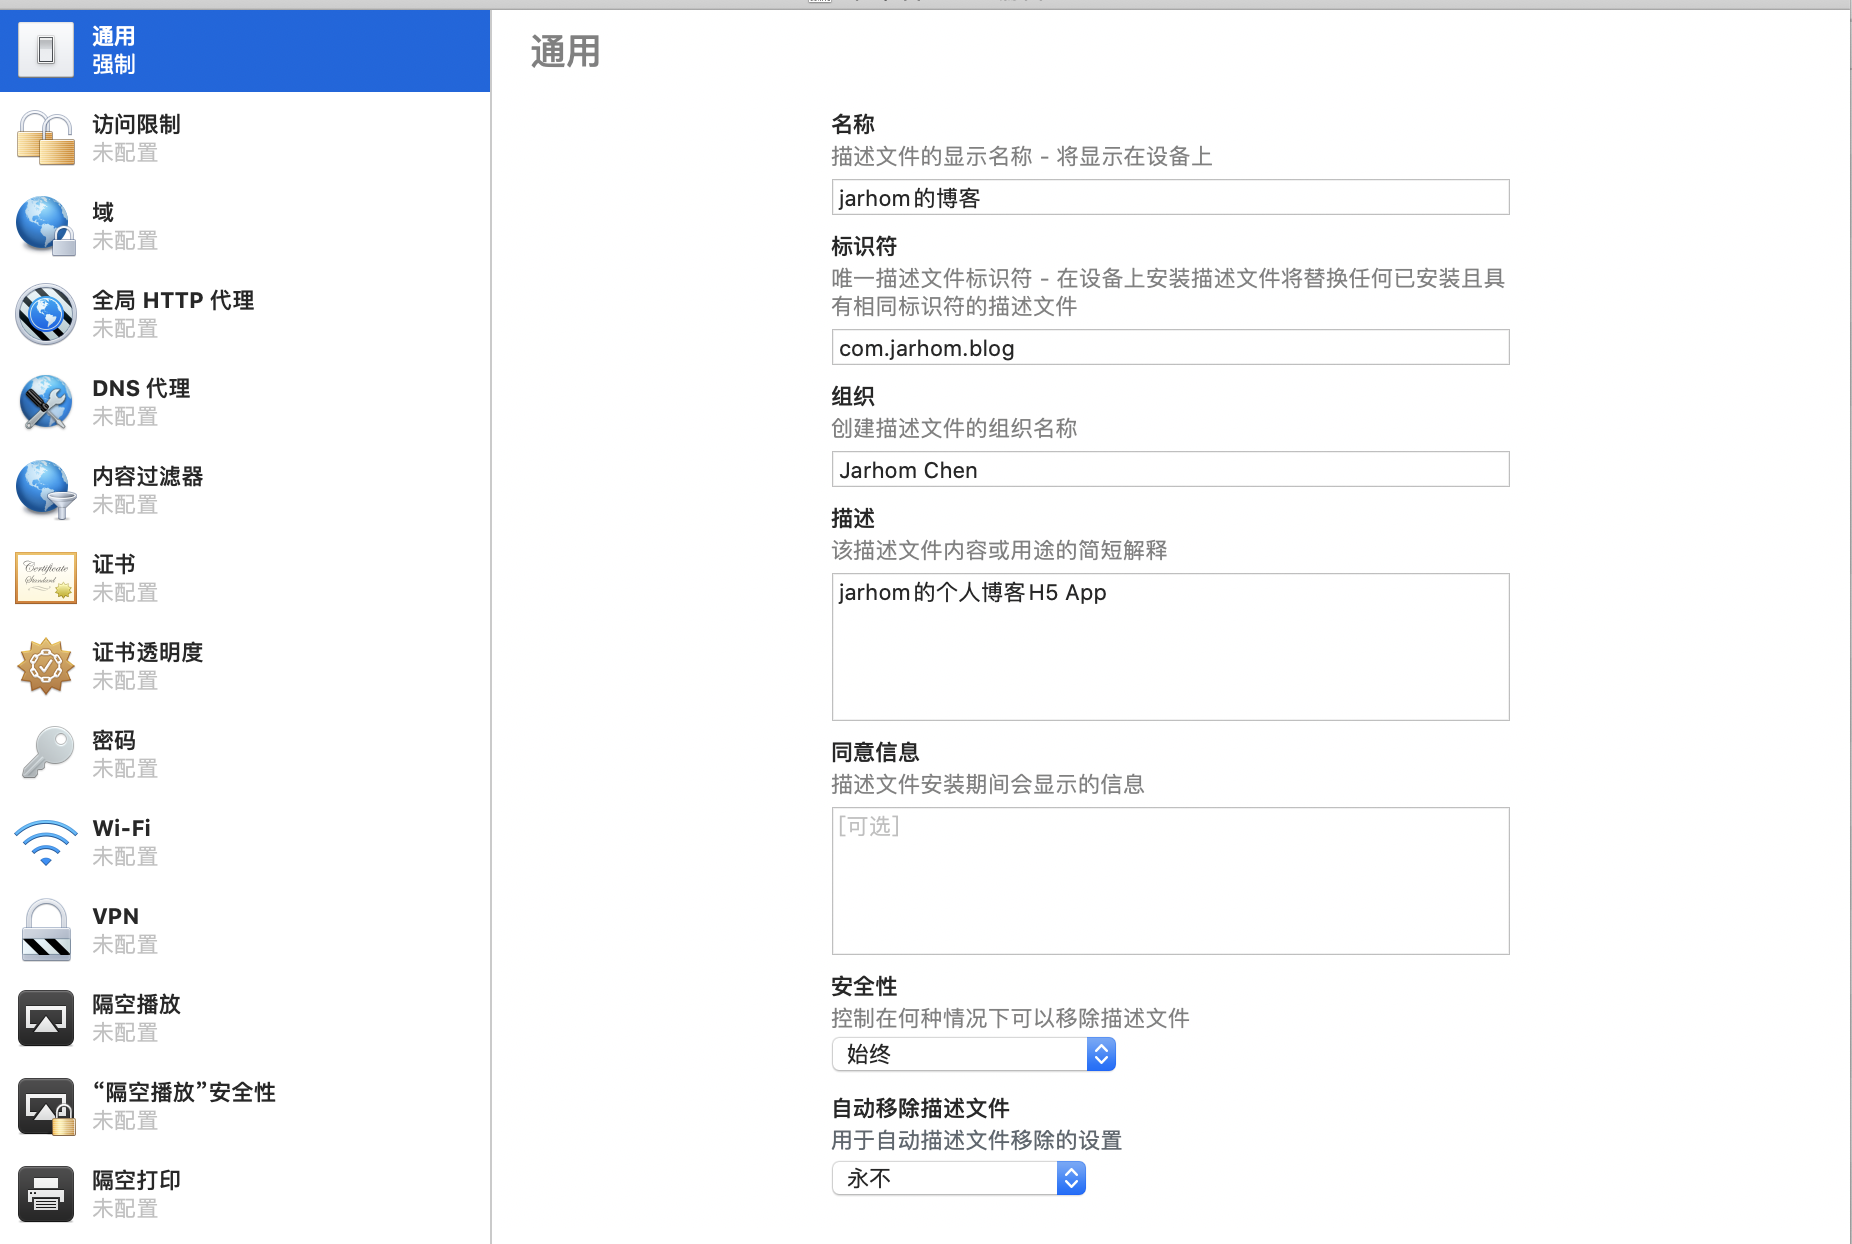 通用
强制
访问限制
未配置
域
未配置
全局 HTTP 代理
未配置
DNS 代理
未配置
内容过滤器
未配置
Certificate
Standard
证书
未配置
证书透明度
未配置
密码
未配置
Wi-Fi
未配置
VPN
未配置
隔空播放
未配置
“隔空播放”安全性
未配置
隔空打印
未配置
通用
名称
描述文件的显示名称 - 将显示在设备上
jarhom的博客
标识符
唯一描述文件标识符 - 在设备上安装描述文件将替换任何已安装且具
有相同标识符的描述文件
com.jarhom.blog
组织
创建描述文件的组织名称
Jarhom Chen
描述
该描述文件内容或用途的简短解释
jarhom的个人博客H5 App
同意信息
描述文件安装期间会显示的信息
[可选]
安全性
控制在何种情况下可以移除描述文件
始终
自动移除描述文件
用于自动描述文件移除的设置
永不